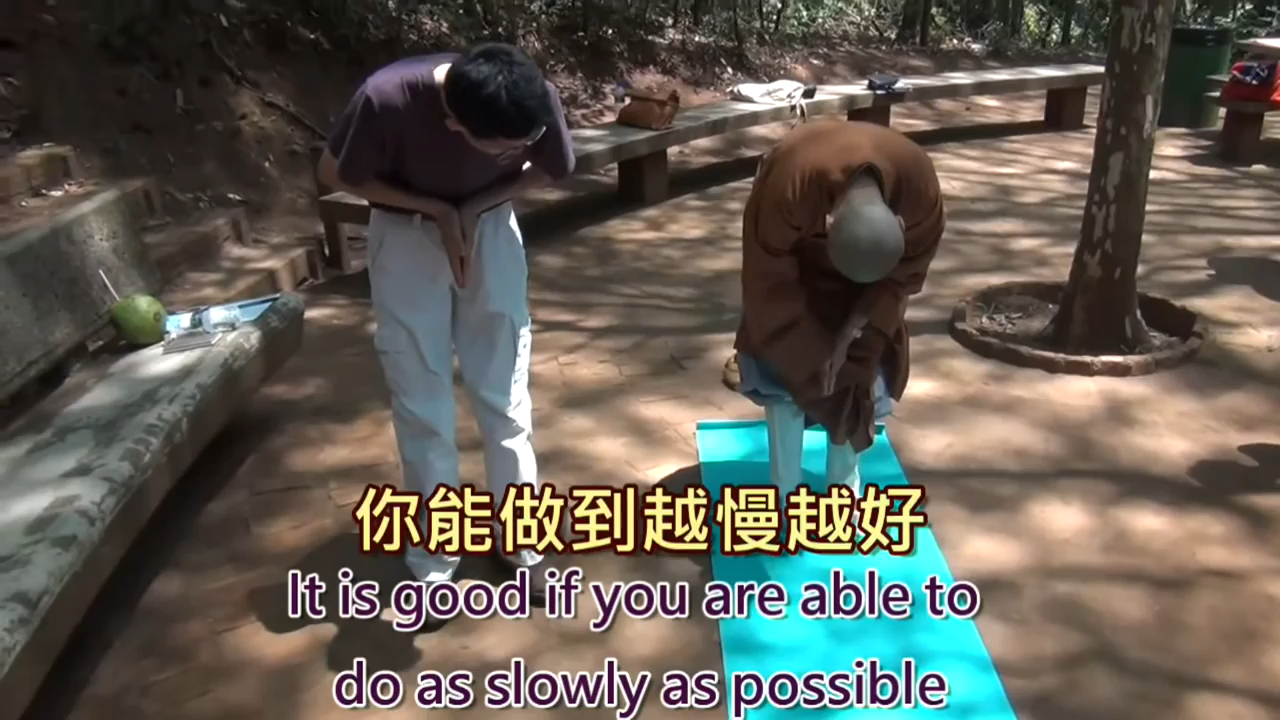 你能做到越慢越好
It is good if you are able to
do as slowly as possible